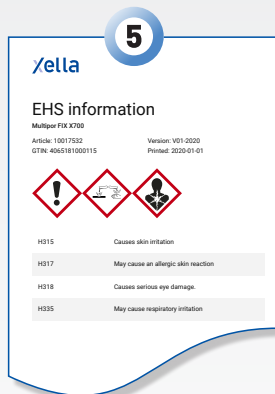 5
Xella
EHS information
Multipor FIX X700
Article: 10017532 Version: V01-2020
GTIN: 4065181000115 Printed: 2020-01-01
H315 Causes skin irritation
H317 May cause an allergic skin reaction
H318 Causes serious eye damage.
H335 May cause respiratory irritation